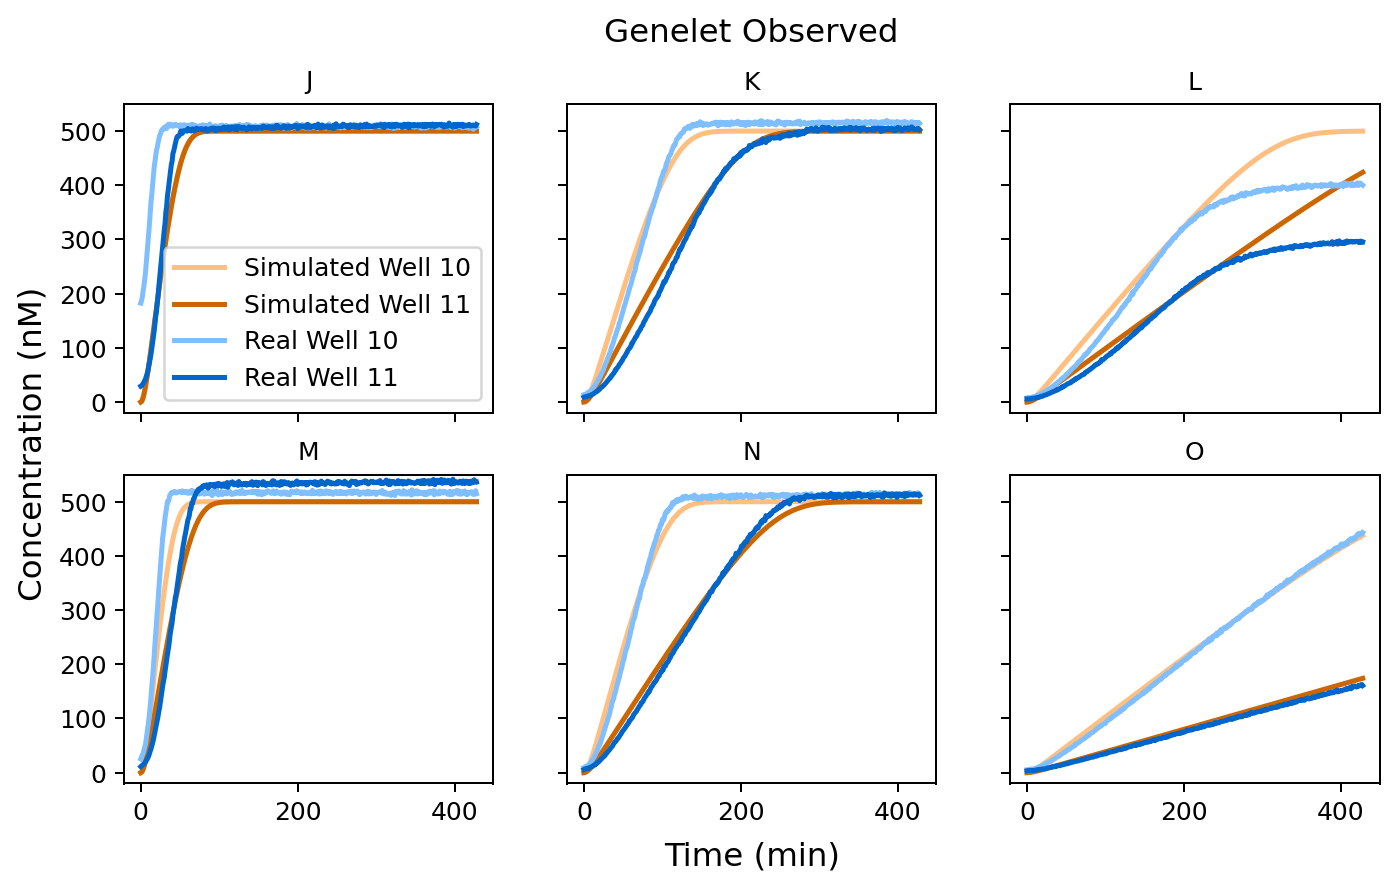 Genelet Observed
J
K
L
500
400
300
200
100
0
Simulated Well 10
Simulated Well 11
Real Well 10
Real Well 11
Concentration (nM)
M
N
O
500
400
300
200
100
0
0 200 400
0 200 400
0 200 400
Time (min)